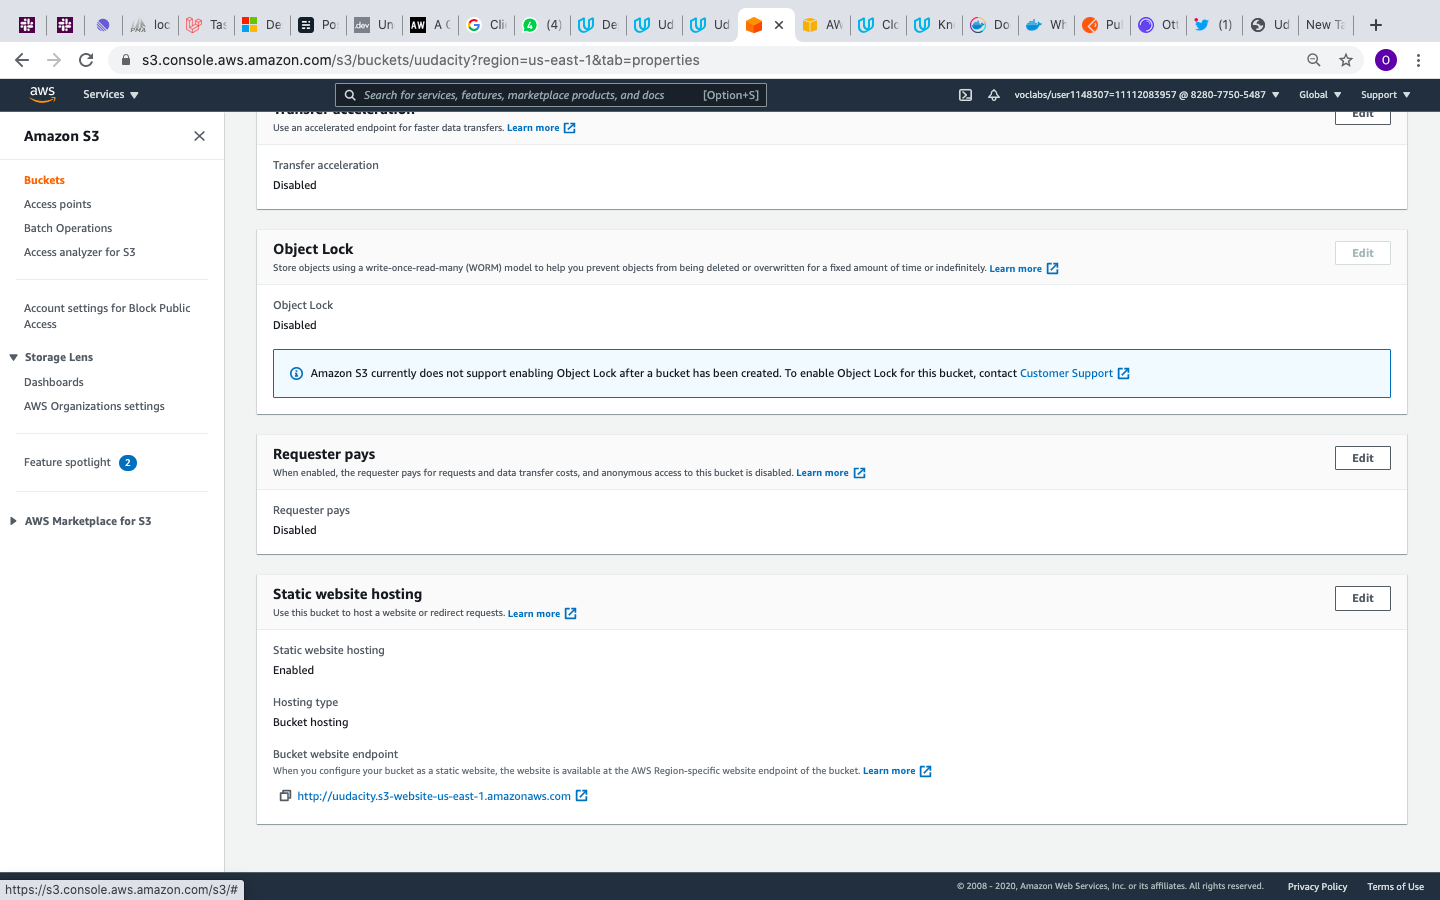 loc
Tas
De
Pos
.dev
Un
AW
A C
Clie
(4)
De
Ud
Ud
AW
Clo
Kn
Do
Wh
Pul
Ott
(1)
Ud
New Ta
s3.console.aws.amazon.com/s3/buckets/uudacity?region=us-east-1&tab=properties
O
aws
Services
Search for services, features, marketplace products, and docs
[Option+S]
voclabs/user1148307=11112083957 @ 8280-7750-5487
Global
Support
Amazon S3
Buckets
Access points
Batch Operations
Access analyzer for S3
Account settings for Block Public
Access
Storage Lens
Dashboards
AWS Organizations settings
Feature spotlight 2
AWS Marketplace for S3
Transfer acceleration
Edit
Use an accelerated endpoint for faster data transfers. Learn more
Transfer acceleration
Disabled
Object Lock
Edit
Store objects using a write-once-read-many (WORM) model to help you prevent objects from being deleted or overwritten for a fixed amount of time or indefinitely. Learn more
Object Lock
Disabled
Amazon S3 currently does not support enabling Object Lock after a bucket has been created. To enable Object Lock for this bucket, contact Customer Support
Requester pays
Edit
When enabled, the requester pays for requests and data transfer costs, and anonymous access to this bucket is disabled. Learn more
Requester pays
Disabled
Static website hosting
Edit
Use this bucket to host a website or redirect requests. Learn more
Static website hosting
Enabled
Hosting type
Bucket hosting
Bucket website endpoint
When you configure your bucket as a static website, the website is available at the AWS Region-specific website endpoint of the bucket. Learn more
http://uudacity.s3-website-us-east-1.amazonaws.com
https://s3.console.aws.amazon.com/s3/#
© 2008 - 2020, Amazon Web Services, Inc. or its affiliates. All rights reserved.
Privacy Policy
Terms of Use